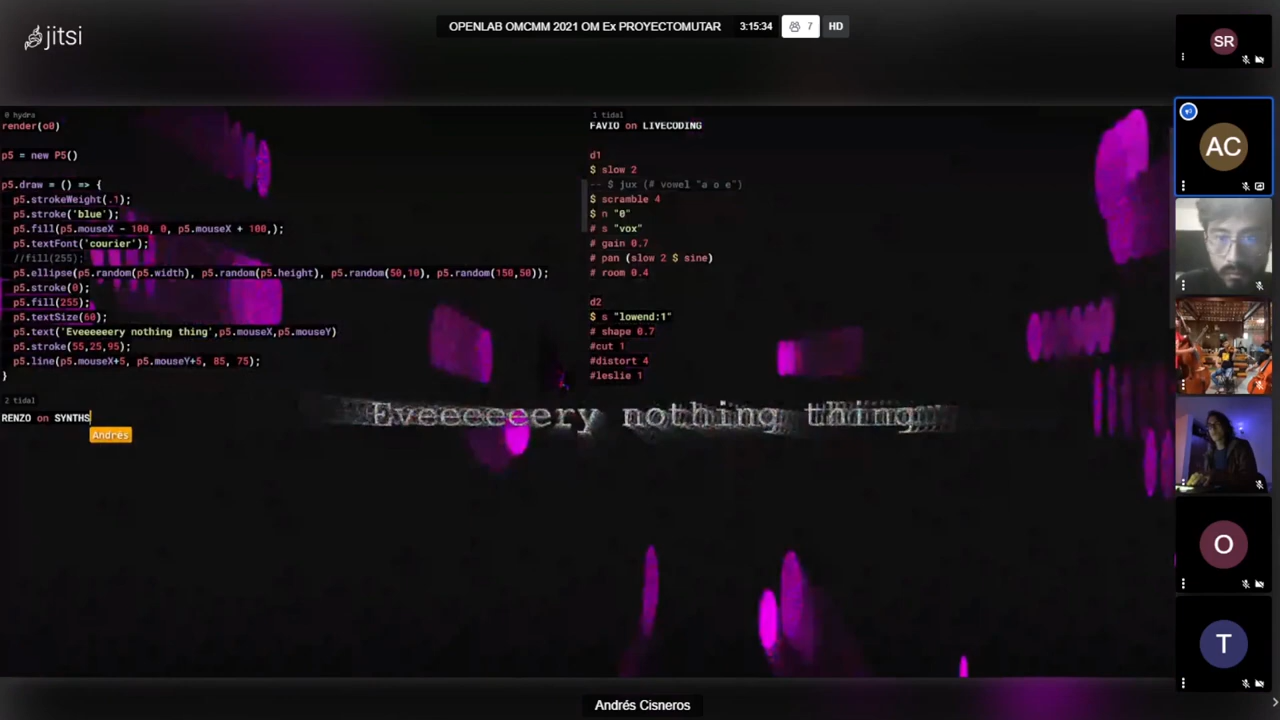 jitsi
OPENLAB OMCMM 2021 OM Ex PROYECTOMUTAR
3:15:34
7
HD
0 hydra
render(o0)
p5 = new P5()
p5.draw = () => {
p5.strokeWeight(.1);
p5.stroke('blue');
p5.fill(p5.mouseX - 100, 0, p5.mouseX + 100,);
p5.textFont('courier');
//fill(255);
p5.ellipse(p5.random(p5.width), p5.random(p5.height), p5.random(50,10), p5.random(150,50));
p5.stroke(0);
p5.fill(255);
p5.textSize(60);
p5.text('Eveeeeeery nothing thing',p5.mouseX,p5.mouseY)
p5.stroke(55,25,95);
p5.line(p5.mouseX+5, p5.mouseY+5, 85, 75);
}
2 tidal
RENZO on SYNTHS
Andrés
1 tidal
FAVIO on LIVECODING
d1
$ slow 2
-- $ jux (# vowel "a o e")
$ scramble 4
$ n "0"
# s "vox"
# gain 0.7
# pan (slow 2 $ sine)
# room 0.4
d2
$ s "lowend:1"
# shape 0.7
#cut 1
#distort 4
#leslie 1
Eveeeeeery nothing thing
SR
AC
O
T
Andrés Cisneros